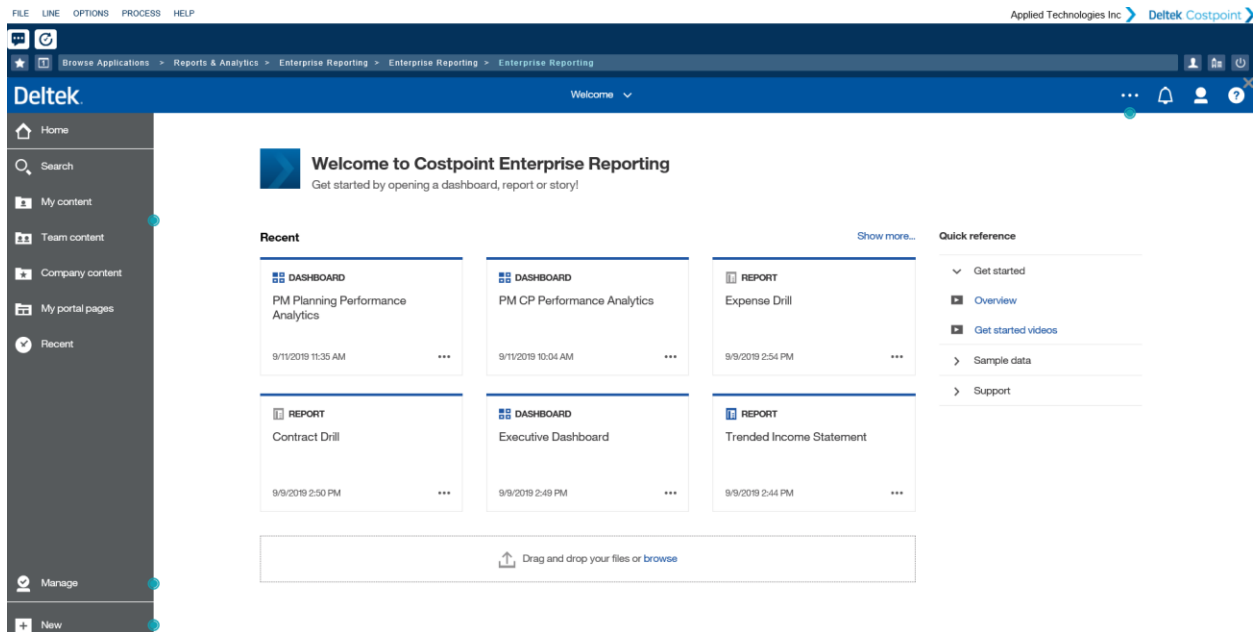 FILE LINE OPTIONS PROCESS HELP
Applied Technologies Inc Deltek Costpoint
Browse Applications > Reports & Analytics > Enterprise Reporting > Enterprise Reporting > Enterprise Reporting
Deltek.
Welcome
Home
Search
My content
Team content
Company content
My portal pages
Recent
Manage
New
Welcome to Costpoint Enterprise Reporting
Get started by opening a dashboard, report or story!
Recent
Show more...
DASHBOARD
PM Planning Performance
Analytics
9/11/2019 11:35 AM
DASHBOARD
PM CP Performance Analytics
9/11/2019 10:04 AM
REPORT
Expense Drill
9/9/2019 2:54 PM
REPORT
Contract Drill
9/9/2019 2:50 PM
DASHBOARD
Executive Dashboard
9/9/2019 2:49 PM
REPORT
Trended Income Statement
9/9/2019 2:44 PM
Drag and drop your files or browse
Quick reference
Get started
Overview
Get started videos
Sample data
Support